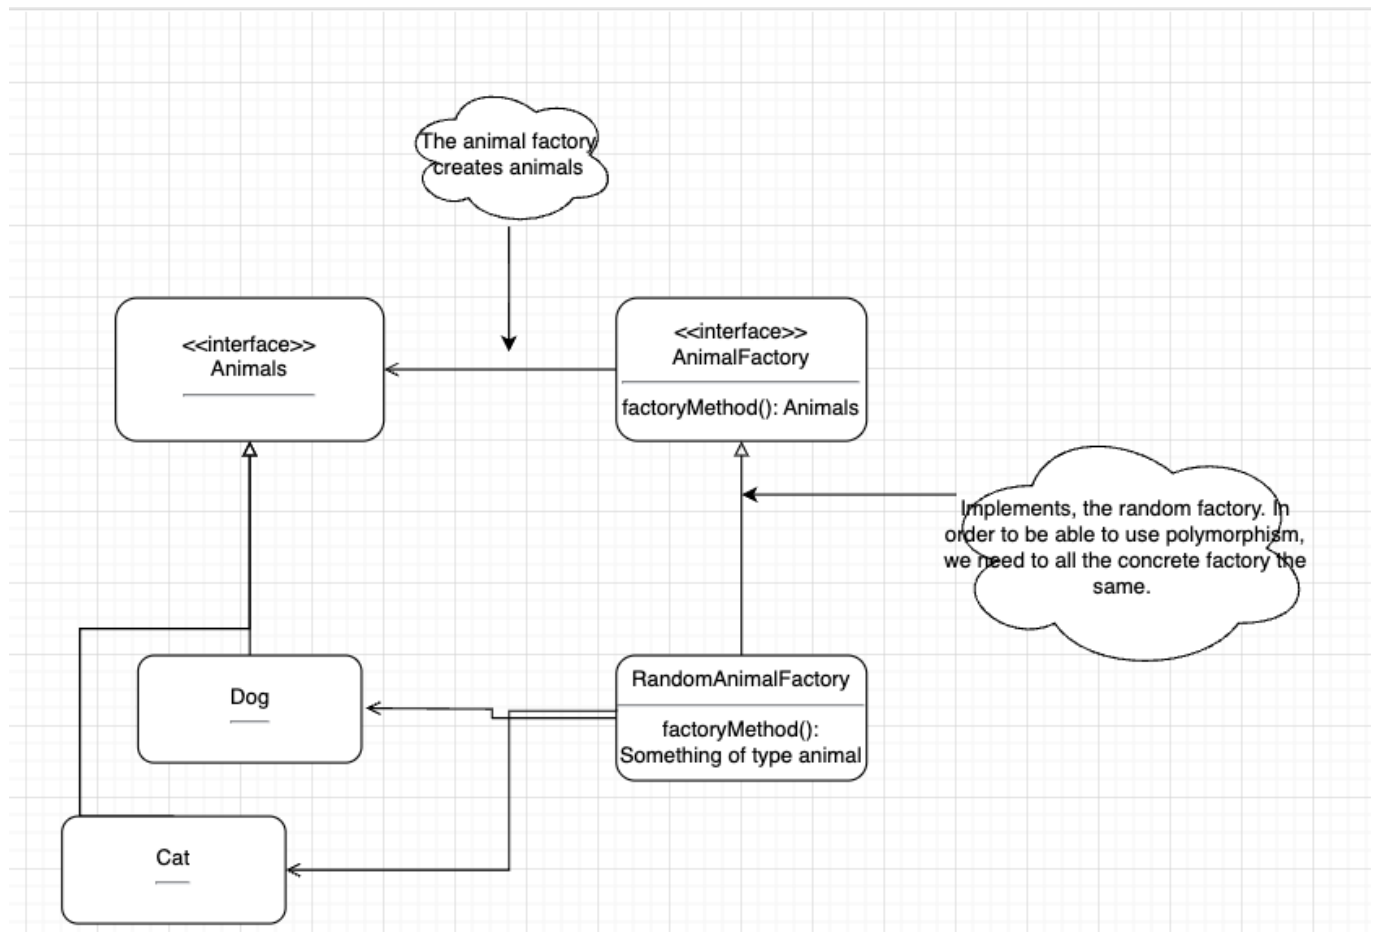 The animal factory
creates animals
<<interface>>
Animals
<<interface>>
AnimalFactory
factoryMethod(): Animals
Implements, the random factory. In
order to be able to use polymorphism,
we need to all the concrete factory the
same.
Dog
RandomAnimalFactory
factoryMethod():
Something of type animal
Cat